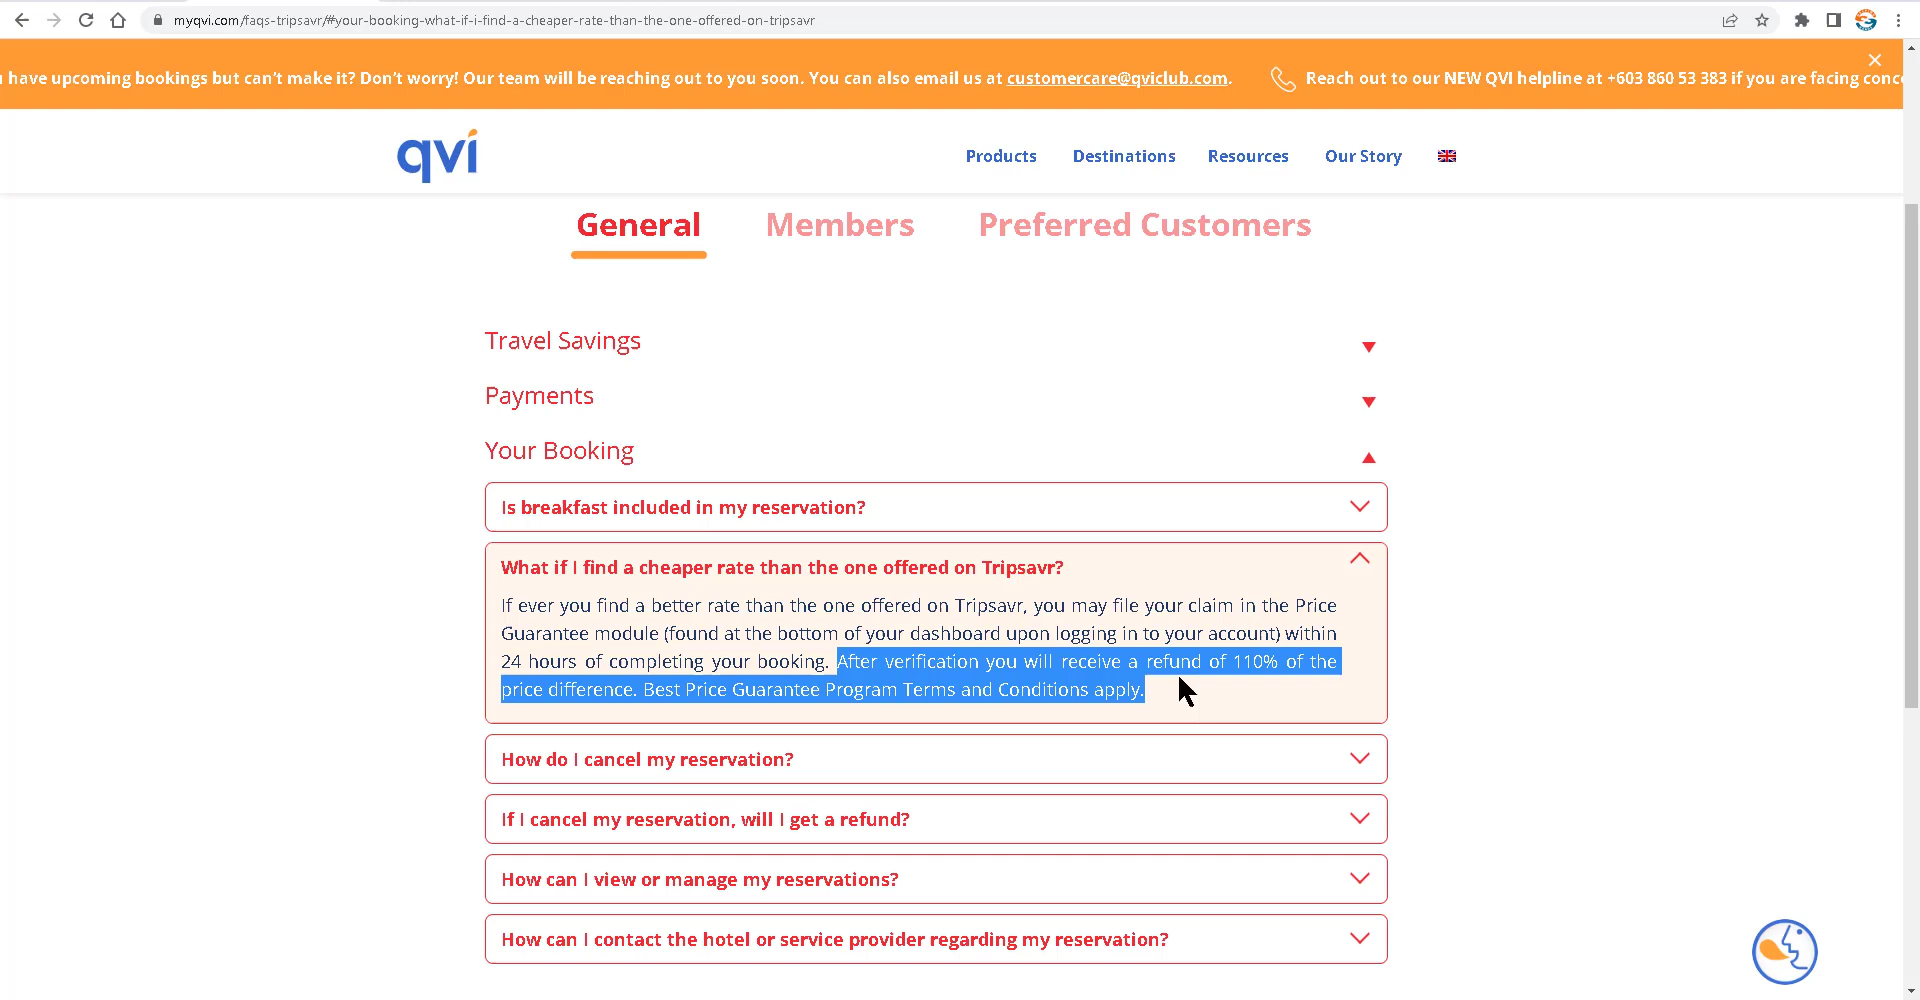 myqvi.com/faqs-tripsavr/#your-booking-what-if-i-find-a-cheaper-rate-than-the-one-offered-on-tripsavr
have upcoming bookings but can't make it? Don't worry! Our team will be reaching out to you soon. You can also email us at customercare@qviclub.com. Reach out to our NEW QVI helpline at +603 860 53 383 if you are facing
qvi Products Destinations Resources Our Story
General Members Preferred Customers
Travel Savings
Payments
Your Booking
Is breakfast included in my reservation?
What if I find a cheaper rate than the one offered on Tripsavr?
If ever you find a better rate than the one offered on Tripsavr, you may file your claim in the Price
Guarantee module (found at the bottom of your dashboard upon logging in to your account) within
24 hours of completing your booking. After verification you will receive a refund of 110% of the
price difference. Best Price Guarantee Program Terms and Conditions apply.
How do I cancel my reservation?
If I cancel my reservation, will I get a refund?
How can I view or manage my reservations?
How can I contact the hotel or service provider regarding my reservation?